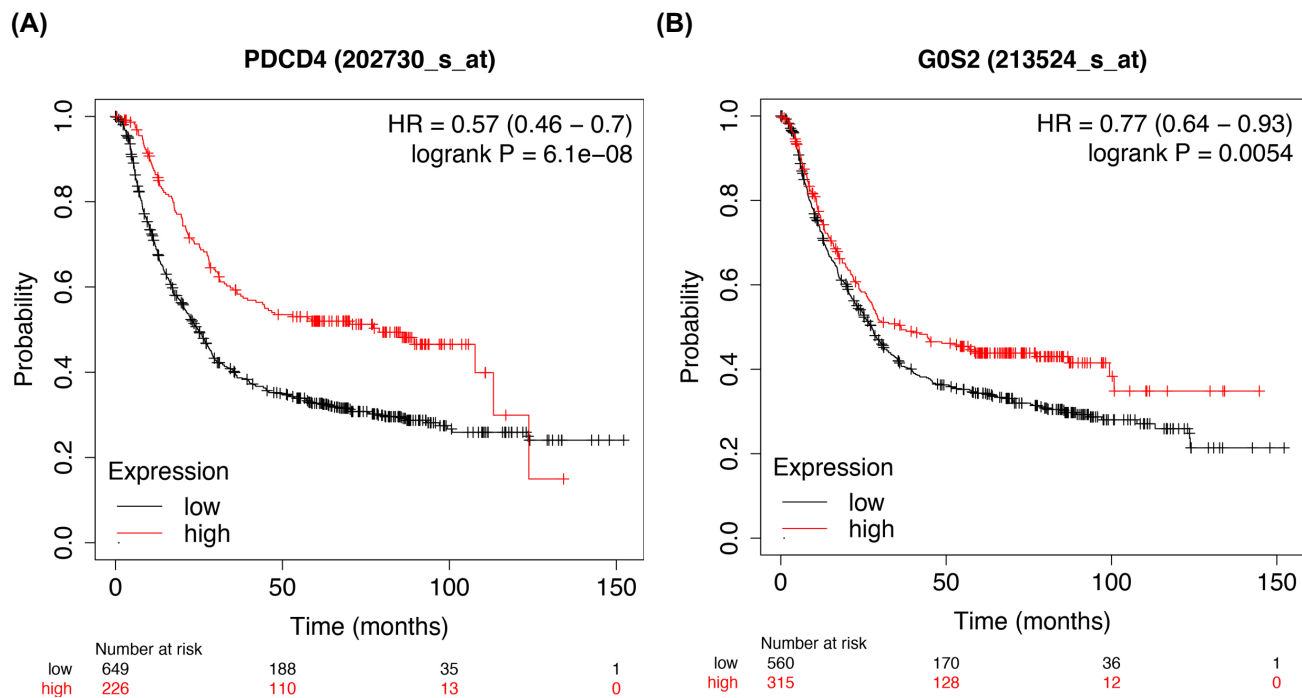 (A)
PDCD4 (202730_s_at)
HR = 0.57 (0.46 − 0.7)
logrank P = 6.1e−08
Probability
1.0
0.8
0.6
0.4
0.2
0.0
Expression
low
high
0 50 100 150
Time (months)
Number at risk
low 649 188 35 1
high 226 110 13 0
(B)
G0S2 (213524_s_at)
HR = 0.77 (0.64 − 0.93)
logrank P = 0.0054
Probability
1.0
0.8
0.6
0.4
0.2
0.0
Expression
low
high
0 50 100 150
Time (months)
Number at risk
low 560 170 36 1
high 315 128 12 0